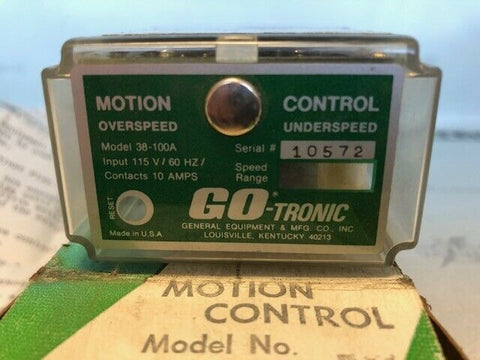 MOTION CONTROL
OVERSPEED UNDERSPEED
Model 38-100A Serial # 10572
Input 115 V / 60 HZ / Speed
Contacts 10 AMPS Range
RESET
GO-TRONIC®
GENERAL EQUIPMENT & MFG. CO., INC
LOUISVILLE, KENTUCKY 40213
Made in U.S.A.
MOTION
CONTROL
Model No.